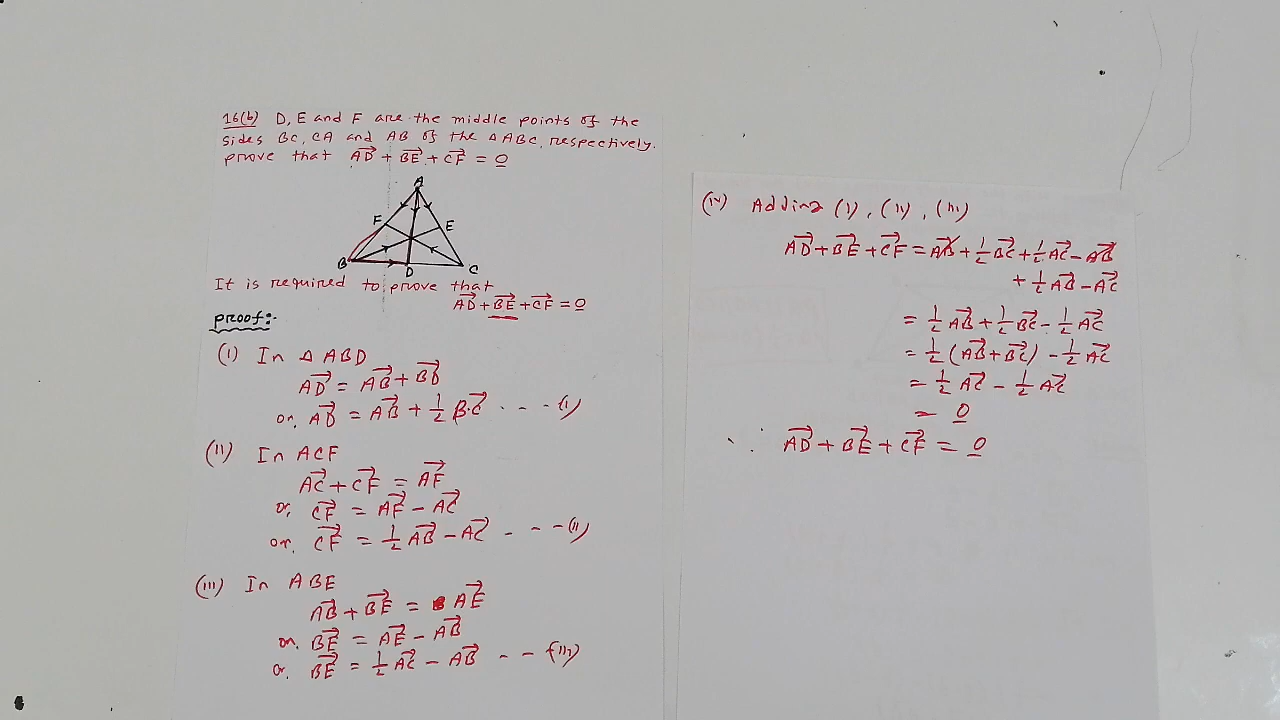 16(b) D, E and F are the middle points of the
sides BC, CA and AB of the ΔABC, respectively.
prove that AD⃗ + BE⃗ + CF⃗ = 0
A
F
E
B
D
C
It is required to prove that
AD⃗ + BE⃗ + CF⃗ = 0
proof:-
(i) In Δ ABD
AD⃗ = AB⃗ + BD⃗
or, AD⃗ = AB⃗ + 1/2 BC⃗ - - - (i)
(ii) In ACF
AC⃗ + CF⃗ = AF⃗
or, CF⃗ = AF⃗ - AC⃗
or, CF⃗ = 1/2 AB⃗ - AC⃗ - - - (ii)
(iii) In ABE
AB⃗ + BE⃗ = AE⃗
or, BE⃗ = AE⃗ - AB⃗
or, BE⃗ = 1/2 AC⃗ - AB⃗ - - (iii)
(iv) Adding (i), (ii), (iii)
AD⃗ + BE⃗ + CF⃗ = AB⃗ + 1/2 BC⃗ + 1/2 AC⃗ - AB⃗
+ 1/2 AB⃗ - AC⃗
= 1/2 AB⃗ + 1/2 BC⃗ - 1/2 AC⃗
= 1/2 (AB⃗ + BC⃗) - 1/2 AC⃗
= 1/2 AC⃗ - 1/2 AC⃗
= 0
∴ AD⃗ + BE⃗ + CF⃗ = 0